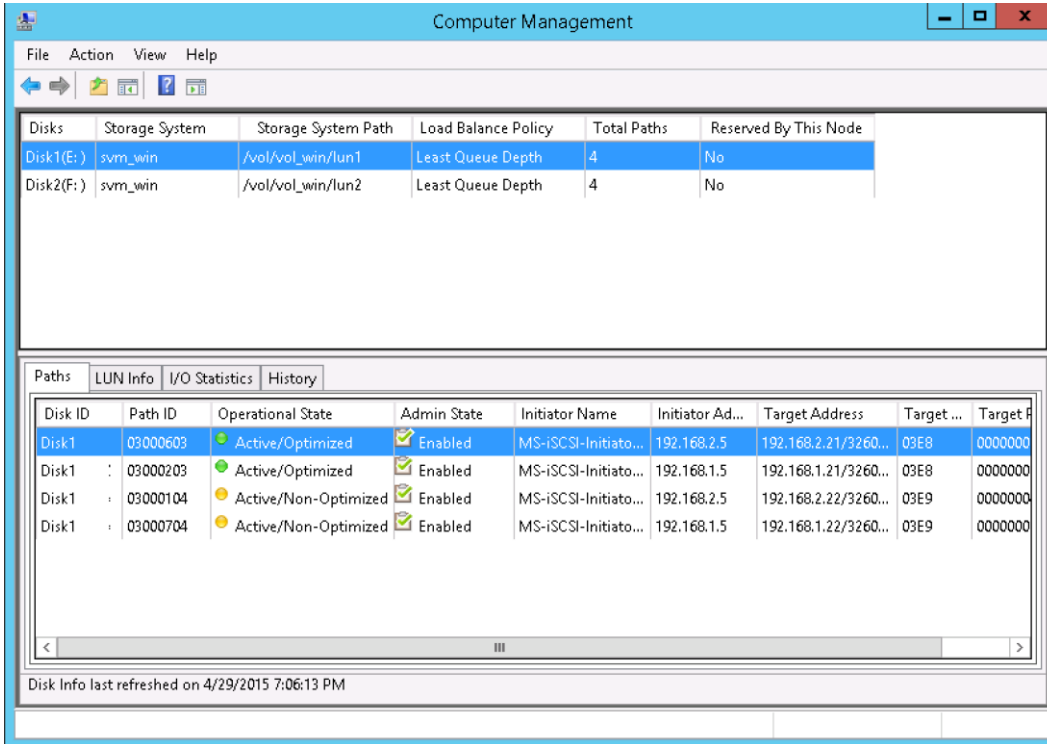 Computer Management
File Action View Help
Disks Storage System Storage System Path Load Balance Policy Total Paths Reserved By This Node
Disk1(E:) svm_win /vol/vol_win/lun1 Least Queue Depth 4 No
Disk2(F:) svm_win /vol/vol_win/lun2 Least Queue Depth 4 No
Paths LUN Info I/O Statistics History
Disk ID Path ID Operational State Admin State Initiator Name Initiator Ad... Target Address Target ... Target P
Disk1 03000603 Active/Optimized Enabled MS-iSCSI-Initiato... 192.168.2.5 192.168.2.21/3260... 03E8 0000000
Disk1 03000203 Active/Optimized Enabled MS-iSCSI-Initiato... 192.168.1.5 192.168.1.21/3260... 03E8 0000000
Disk1 03000104 Active/Non-Optimized Enabled MS-iSCSI-Initiato... 192.168.2.5 192.168.2.22/3260... 03E9 0000000
Disk1 03000704 Active/Non-Optimized Enabled MS-iSCSI-Initiato... 192.168.1.5 192.168.1.22/3260... 03E9 0000000
Disk Info last refreshed on 4/29/2015 7:06:13 PM